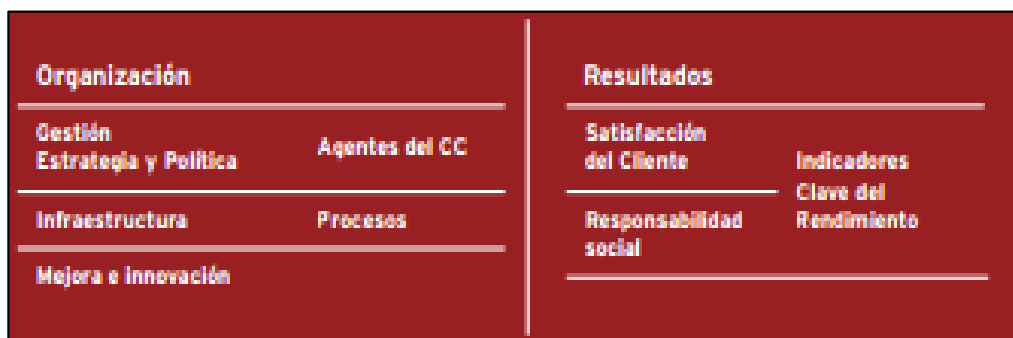 Organización
Gestión
Estrategia y Política
Agentes del CC
Infraestructura
Procesos
Mejora e innovación
Resultados
Satisfacción
del Cliente
Responsabilidad
social
Indicadores
Clave del
Rendimiento